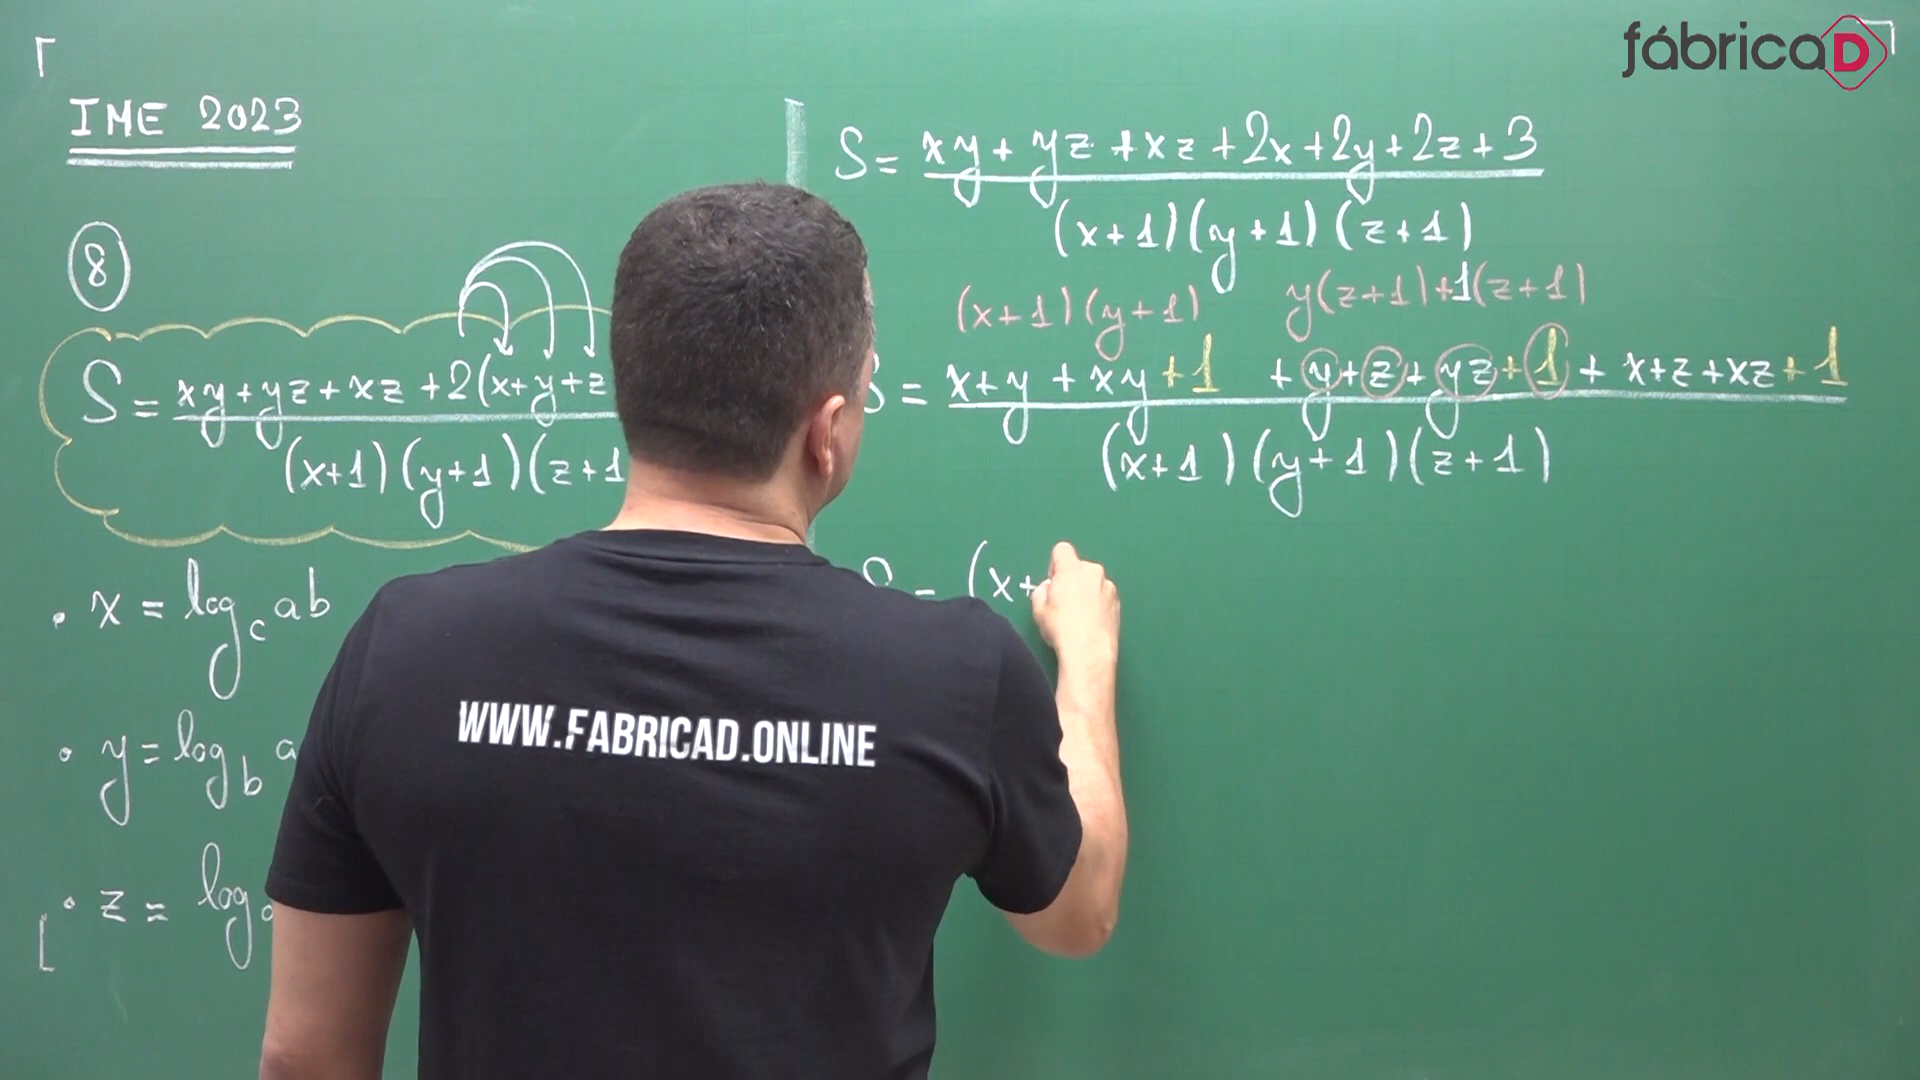 fábricaD
IME 2023
8
S = xy+yz+xz+2(x+y+z
(x+1)(y+1)(z+1
• x = log_c ab
• y = log_b a
• z = log
S = xy+yz+xz+2x+2y+2z+3
(x+1)(y+1)(z+1)
(x+1)(y+1) y(z+1)+1(z+1)
S = x+y+xy+1 +y+z+yz+1+x+z+xz+1
(x+1)(y+1)(z+1)
S = (x+
WWW.FABRICAD.ONLINE